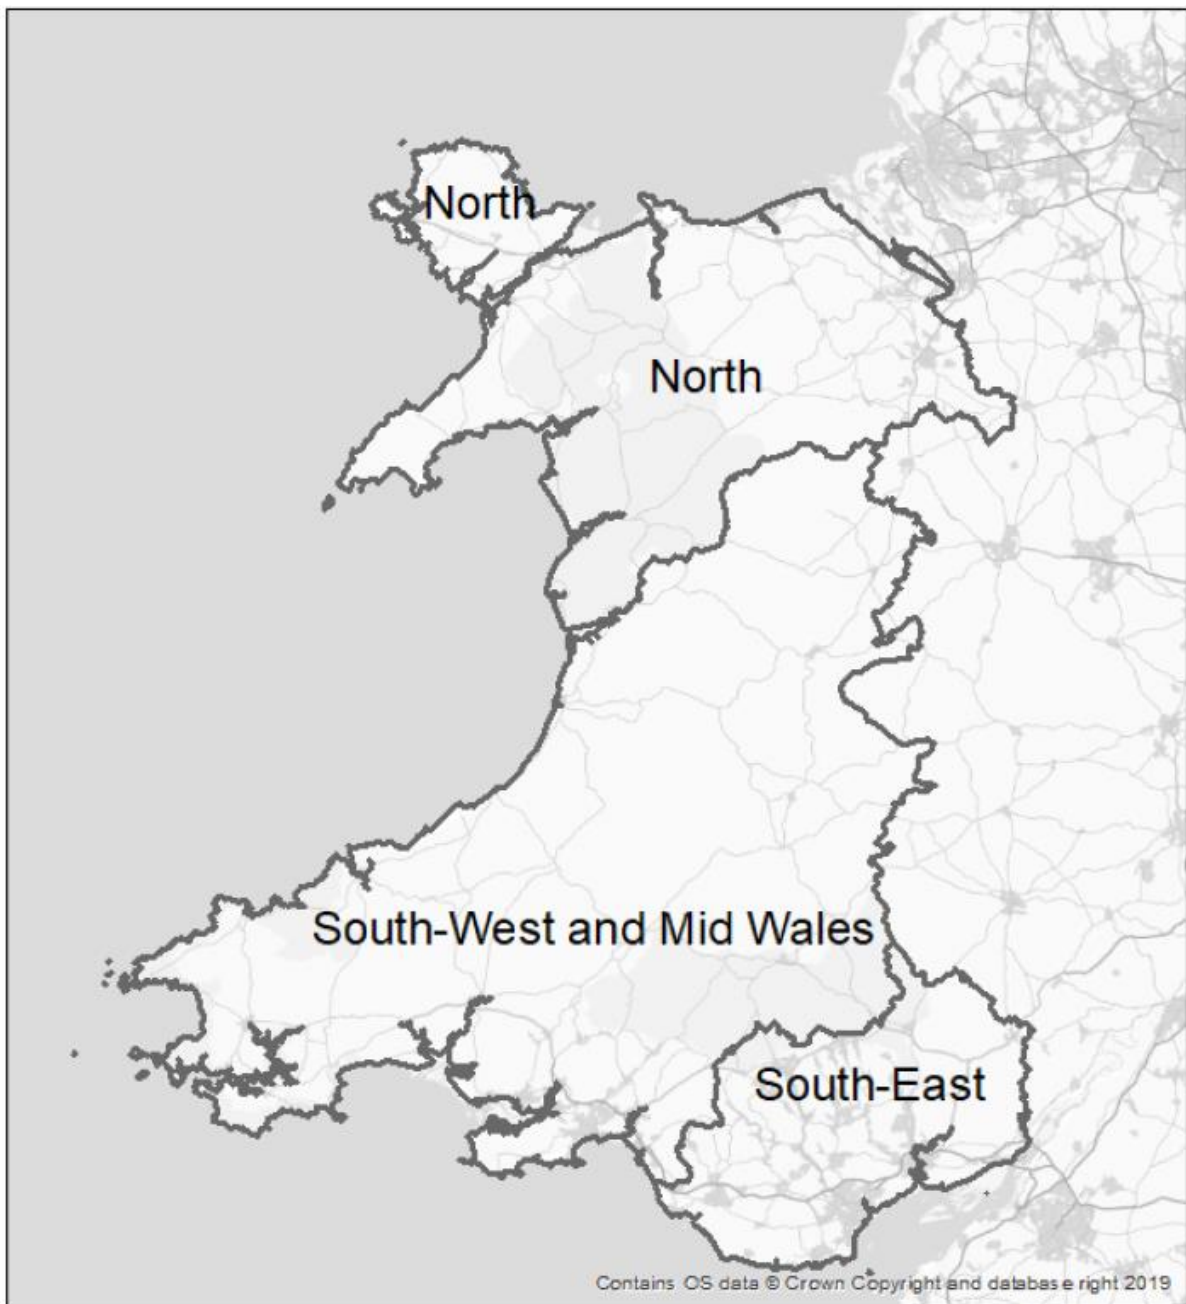 North
North
South-West and Mid Wales
South-East
Contains OS data © Crown Copyright and database right 2019